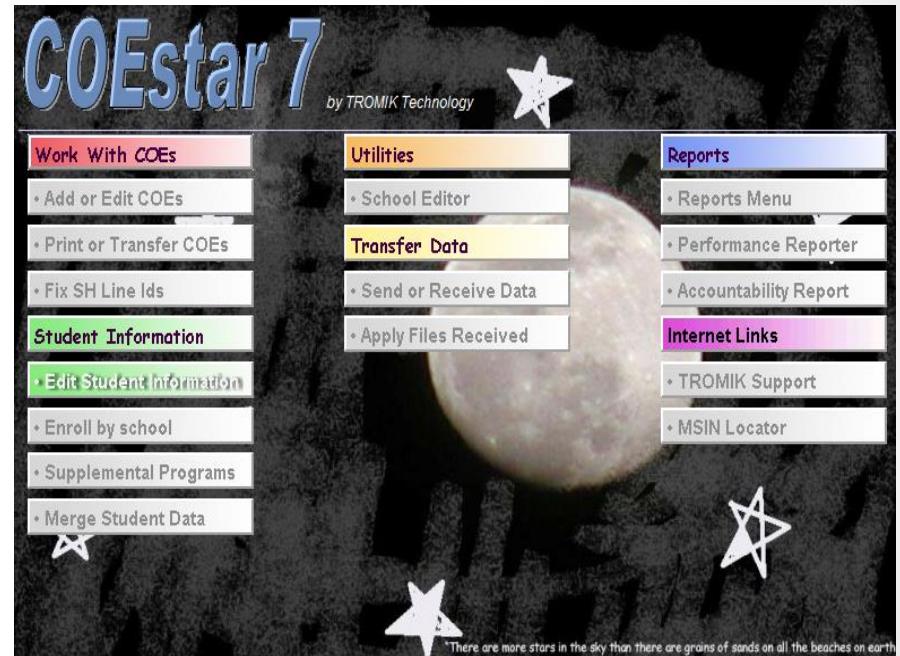 COEstar 7
by TROMIK Technology
Work With COEs
• Add or Edit COEs
• Print or Transfer COEs
• Fix SH Line Ids
Student Information
• Edit Student Information
• Enroll by school
• Supplemental Programs
• Merge Student Data
Utilities
• School Editor
Transfer Data
• Send or Receive Data
• Apply Files Received
Reports
• Reports Menu
• Performance Reporter
• Accountability Report
Internet Links
• TROMIK Support
• MSIN Locator
"There are more stars in the sky than there are grains of sands on all the beaches on earth